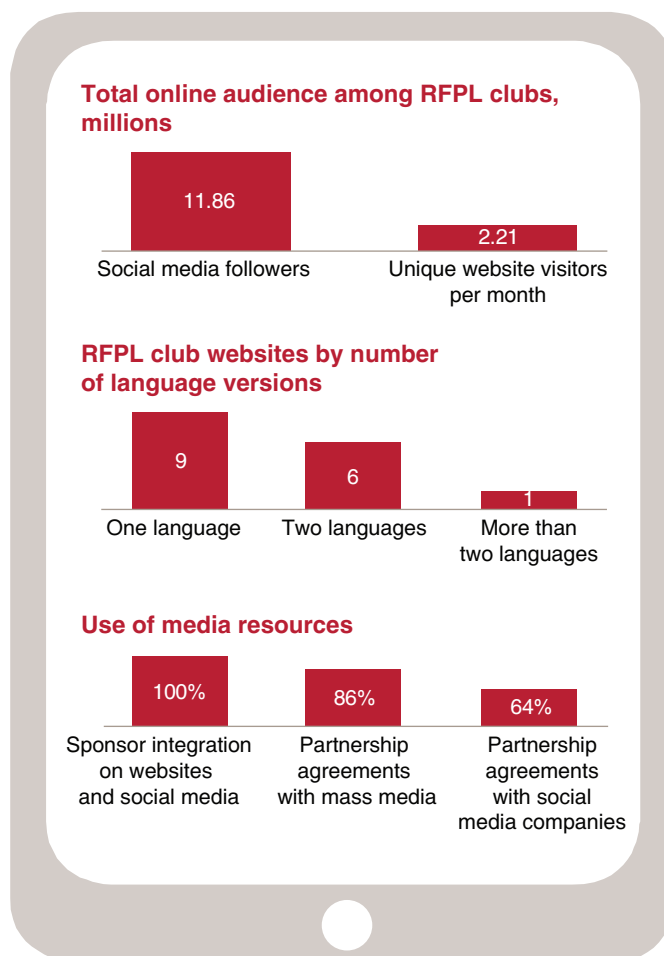 Total online audience among RFPL clubs,
millions
11.86
2.21
Social media followers
Unique website visitors
per month
RFPL club websites by number
of language versions
9
6
1
One language
Two languages
More than
two languages
Use of media resources
100%
86%
64%
Sponsor integration
on websites
and social media
Partnership
agreements
with mass media
Partnership
agreements
with social
media companies